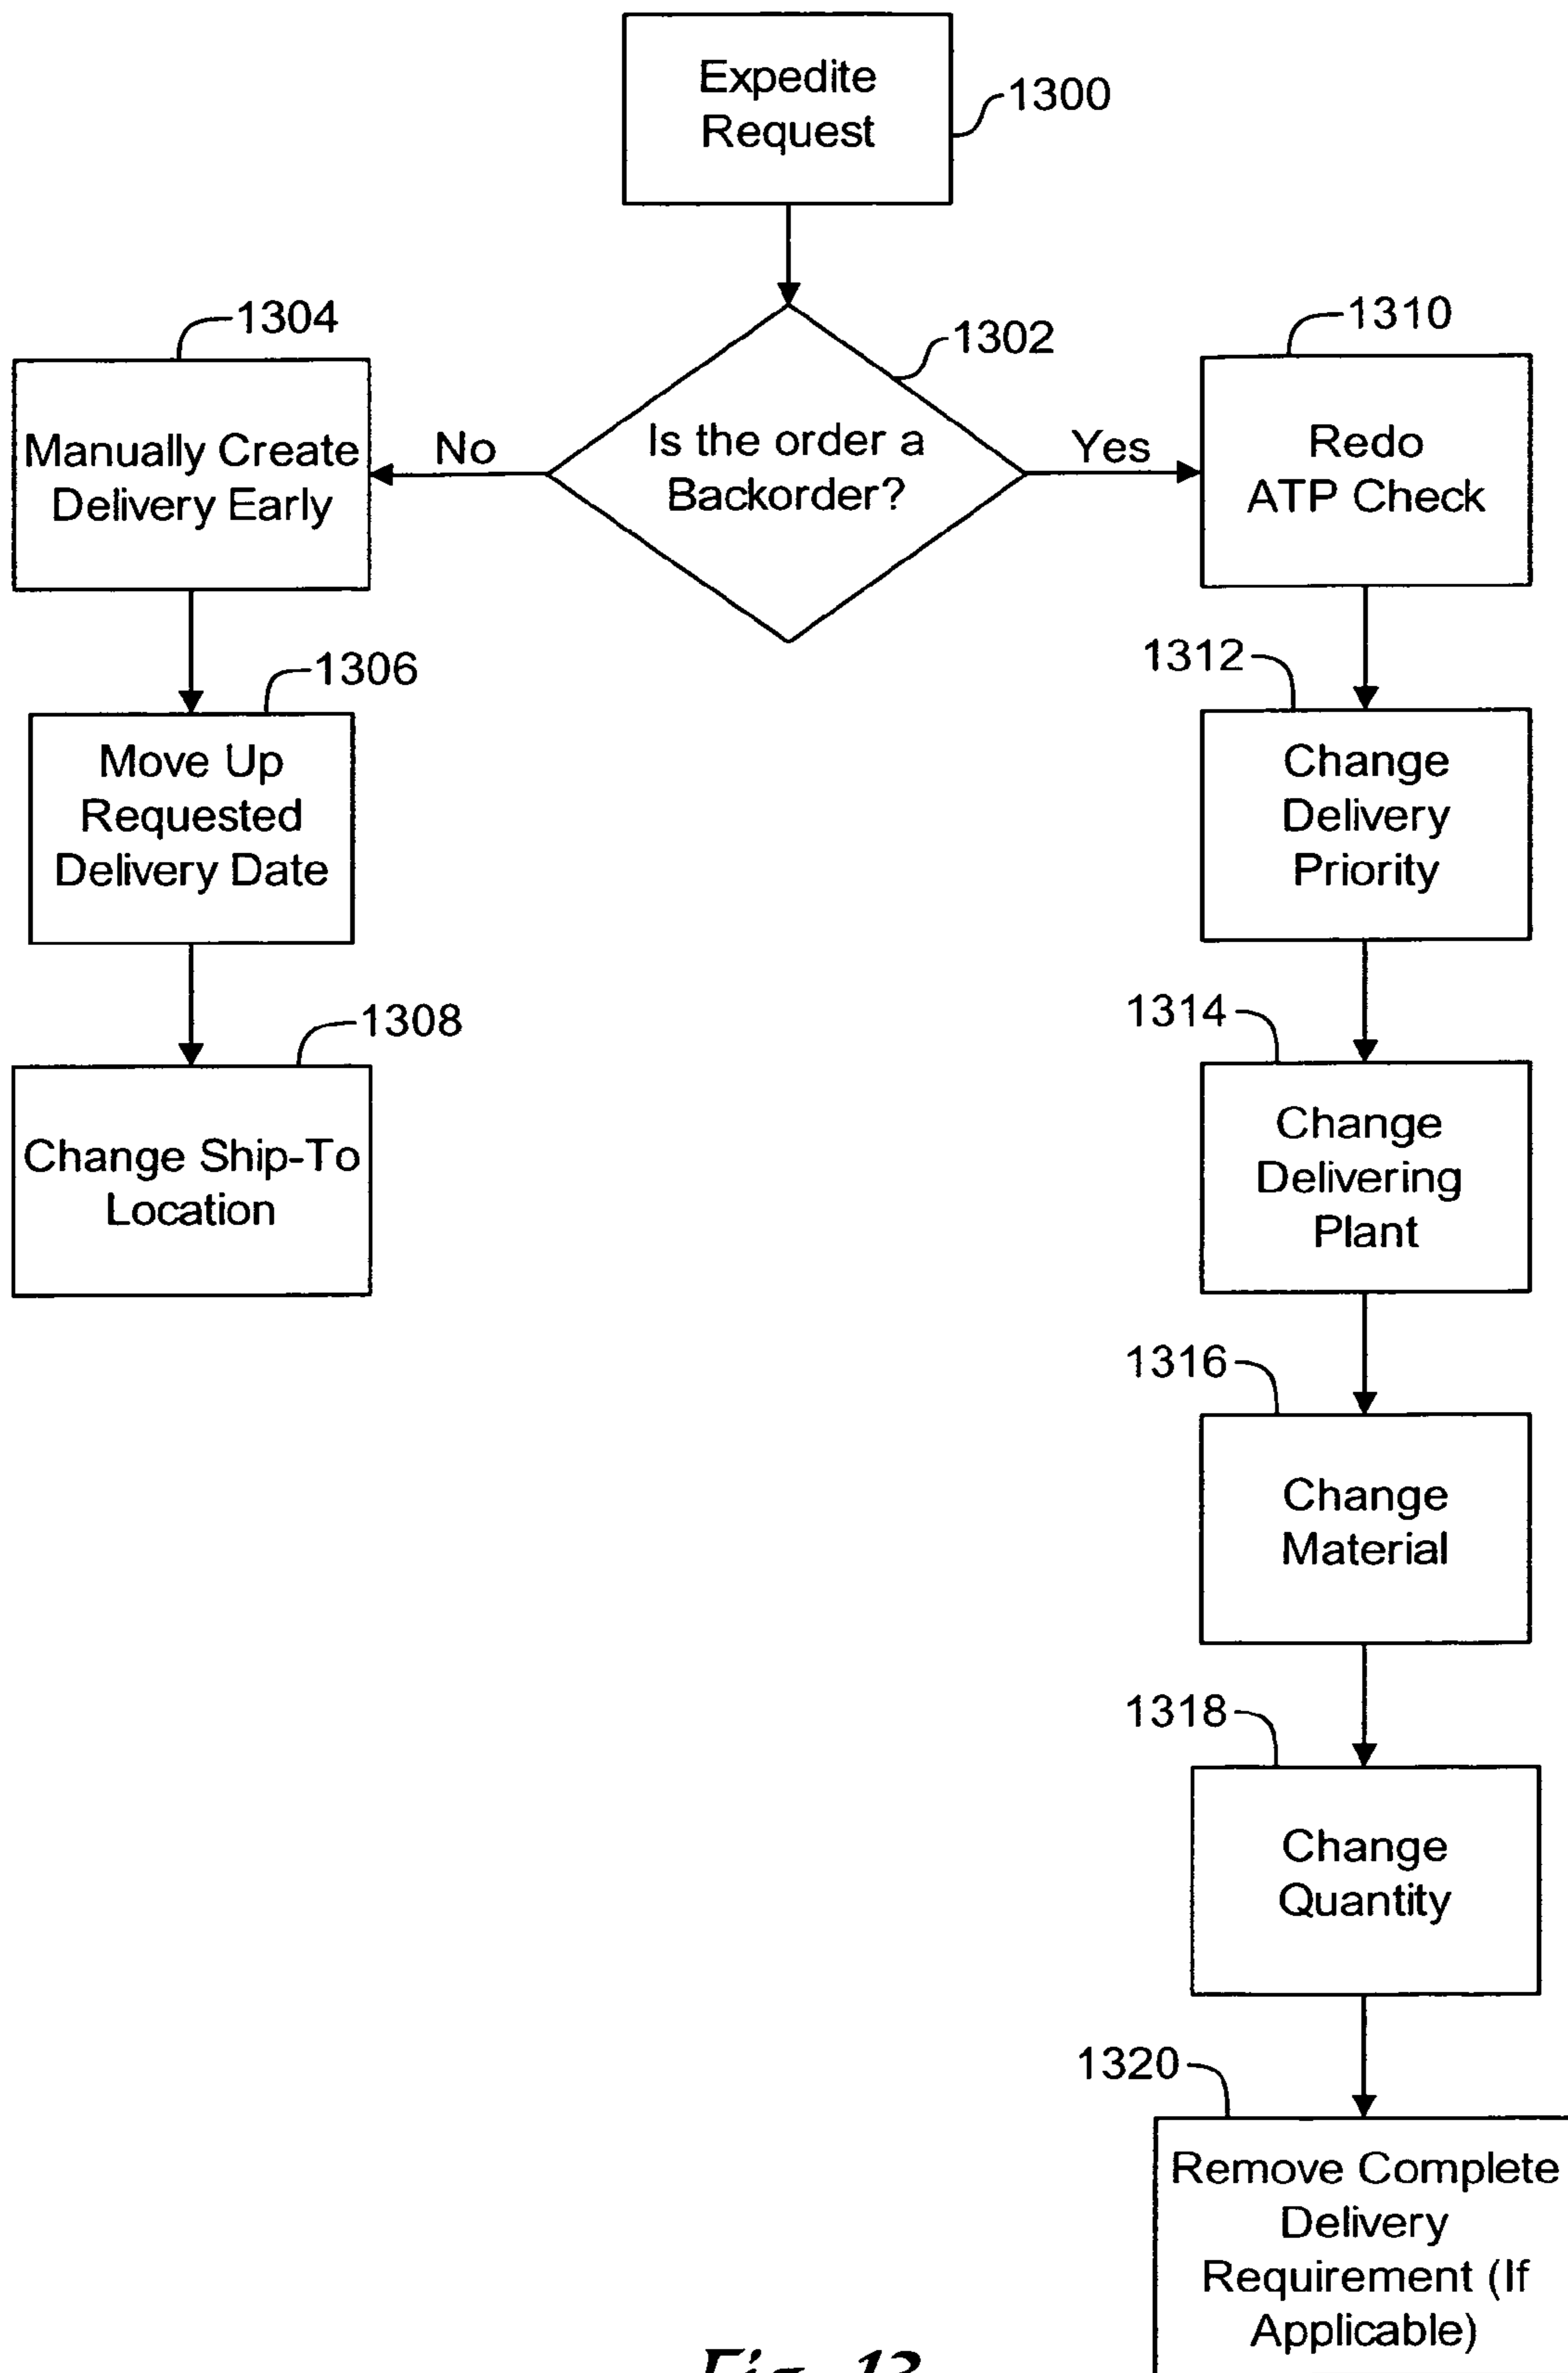 Expedite
Request
1300
1302
Is the order a
Backorder?
No
Yes
1304
Manually Create
Delivery Early
1306
Move Up
Requested
Delivery Date
1308
Change Ship-To
Location
1310
Redo
ATP Check
1312
Change
Delivery
Priority
1314
Change
Delivering
Plant
1316
Change
Material
1318
Change
Quantity
1320
Remove Complete
Delivery
Requirement (If
Applicable)
Fig. 13